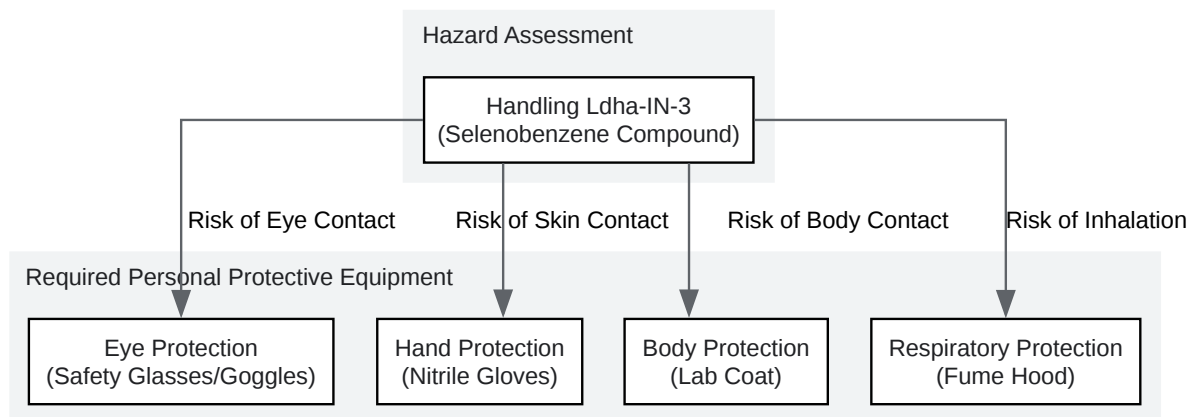 Hazard Assessment
Handling Ldha-IN-3
(Selenobenzene Compound)
Risk of Eye Contact
Risk of Skin Contact
Risk of Body Contact
Risk of Inhalation
Required Personal Protective Equipment
Eye Protection
(Safety Glasses/Goggles)
Hand Protection
(Nitrile Gloves)
Body Protection
(Lab Coat)
Respiratory Protection
(Fume Hood)